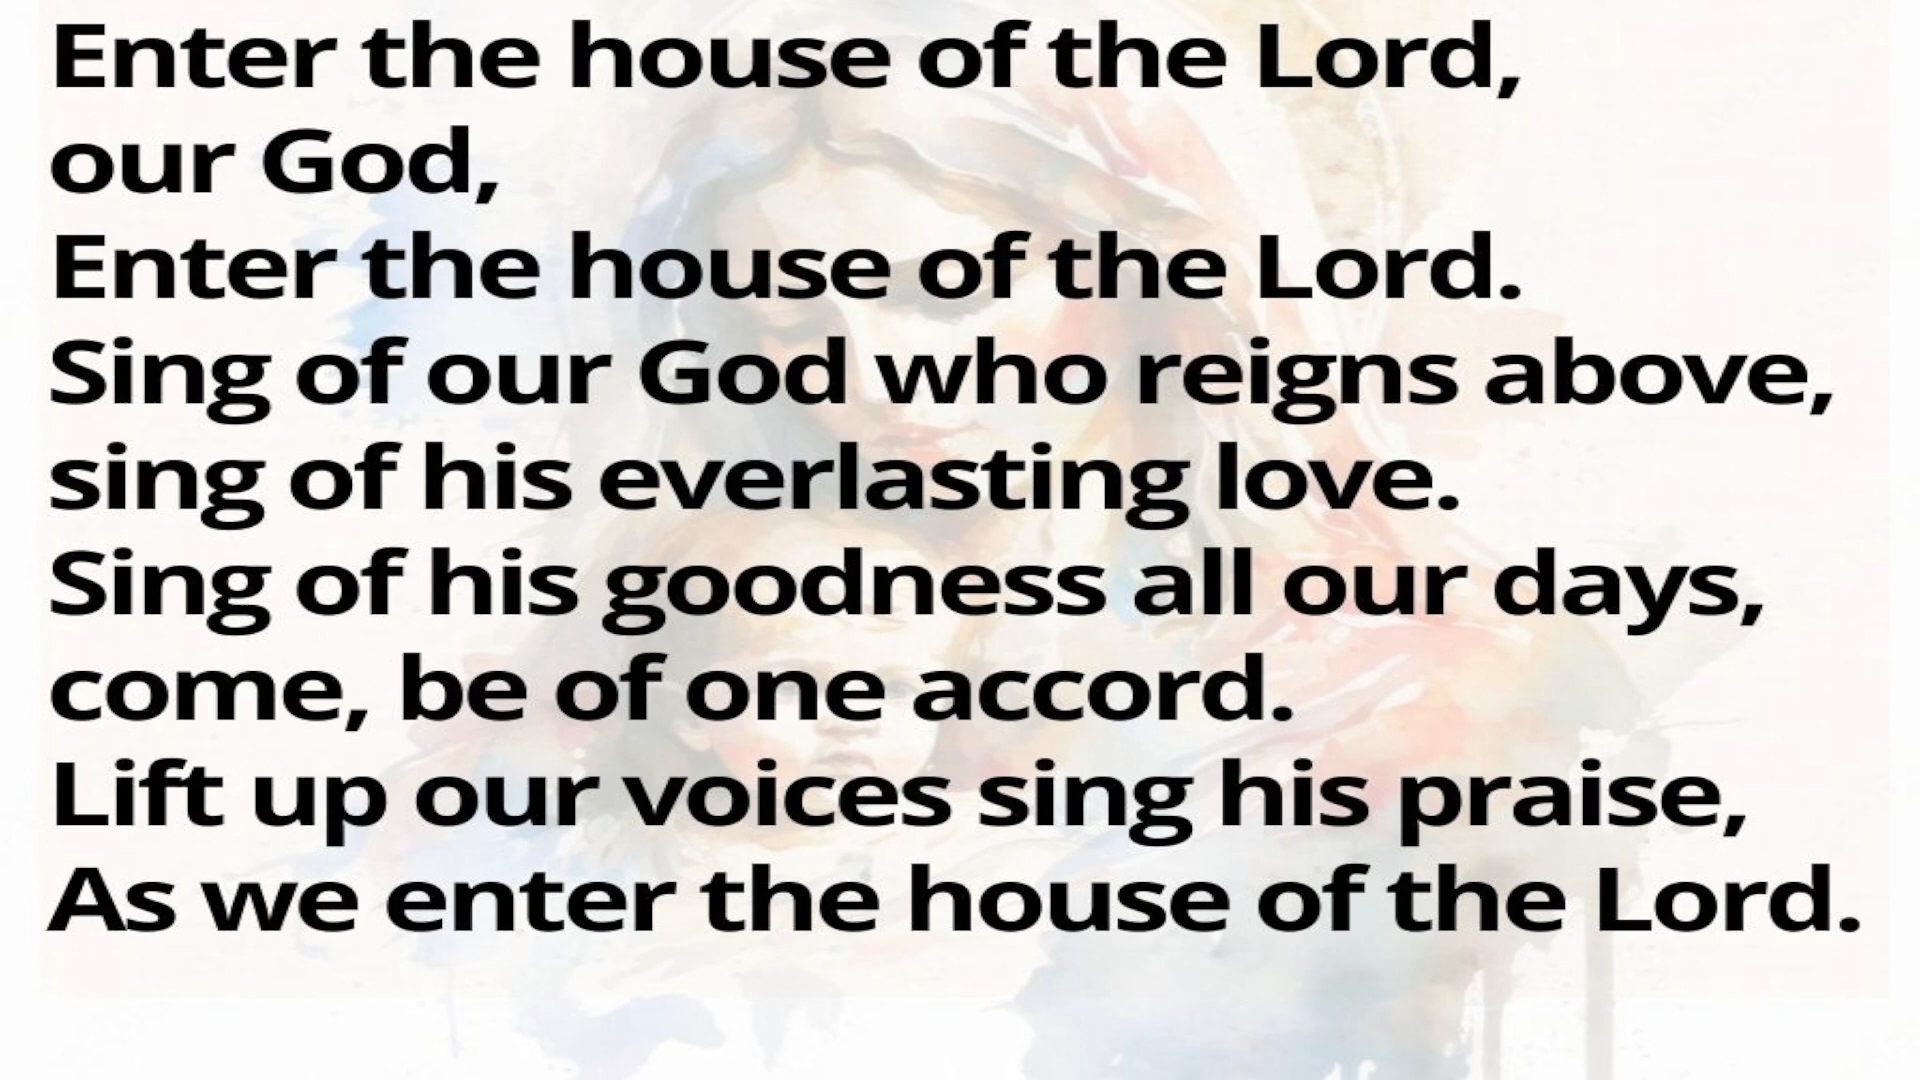 Enter the house of the Lord,
our God,
Enter the house of the Lord.
Sing of our God who reigns above,
sing of his everlasting love.
Sing of his goodness all our days,
come, be of one accord.
Lift up our voices sing his praise,
As we enter the house of the Lord.